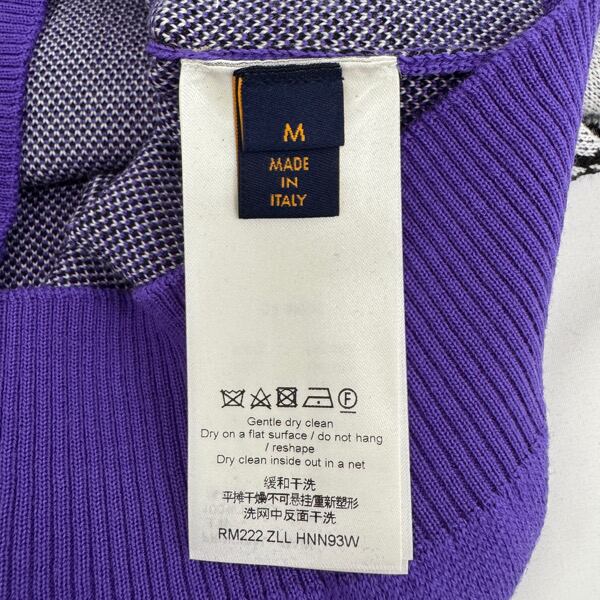 M
MADE
IN
ITALY
F
Gentle dry clean
Dry on a flat surface / do not hang
/ reshape
Dry clean inside out in a net
缓和干洗
平摊干燥/不可悬挂/重新塑形
洗网中反面干洗
RM222 ZLL HNN93W